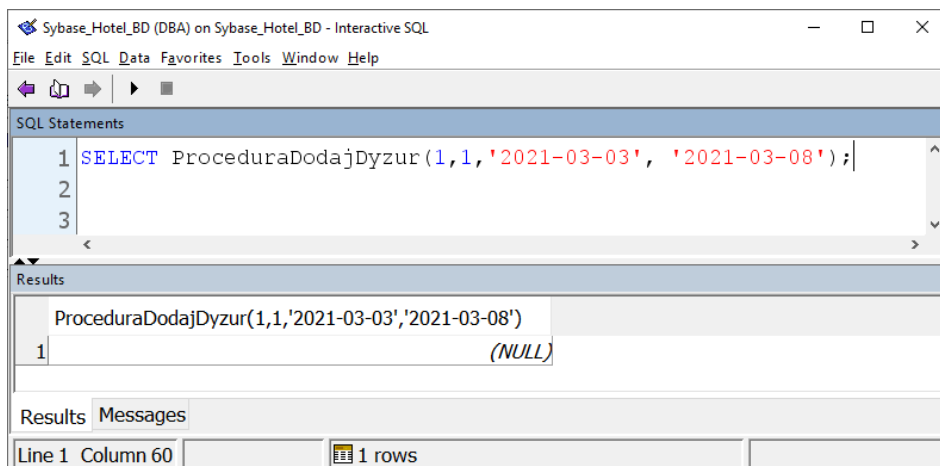 Sybase_Hotel_BD (DBA) on Sybase_Hotel_BD - Interactive SQL
File Edit SQL Data Favorites Tools Window Help
SQL Statements
1 SELECT ProceduraDodajDyzur(1,1,'2021-03-03', '2021-03-08');
2
3
Results
ProceduraDodajDyzur(1,1,'2021-03-03','2021-03-08')
1 (NULL)
Results Messages
Line 1 Column 60 1 rows